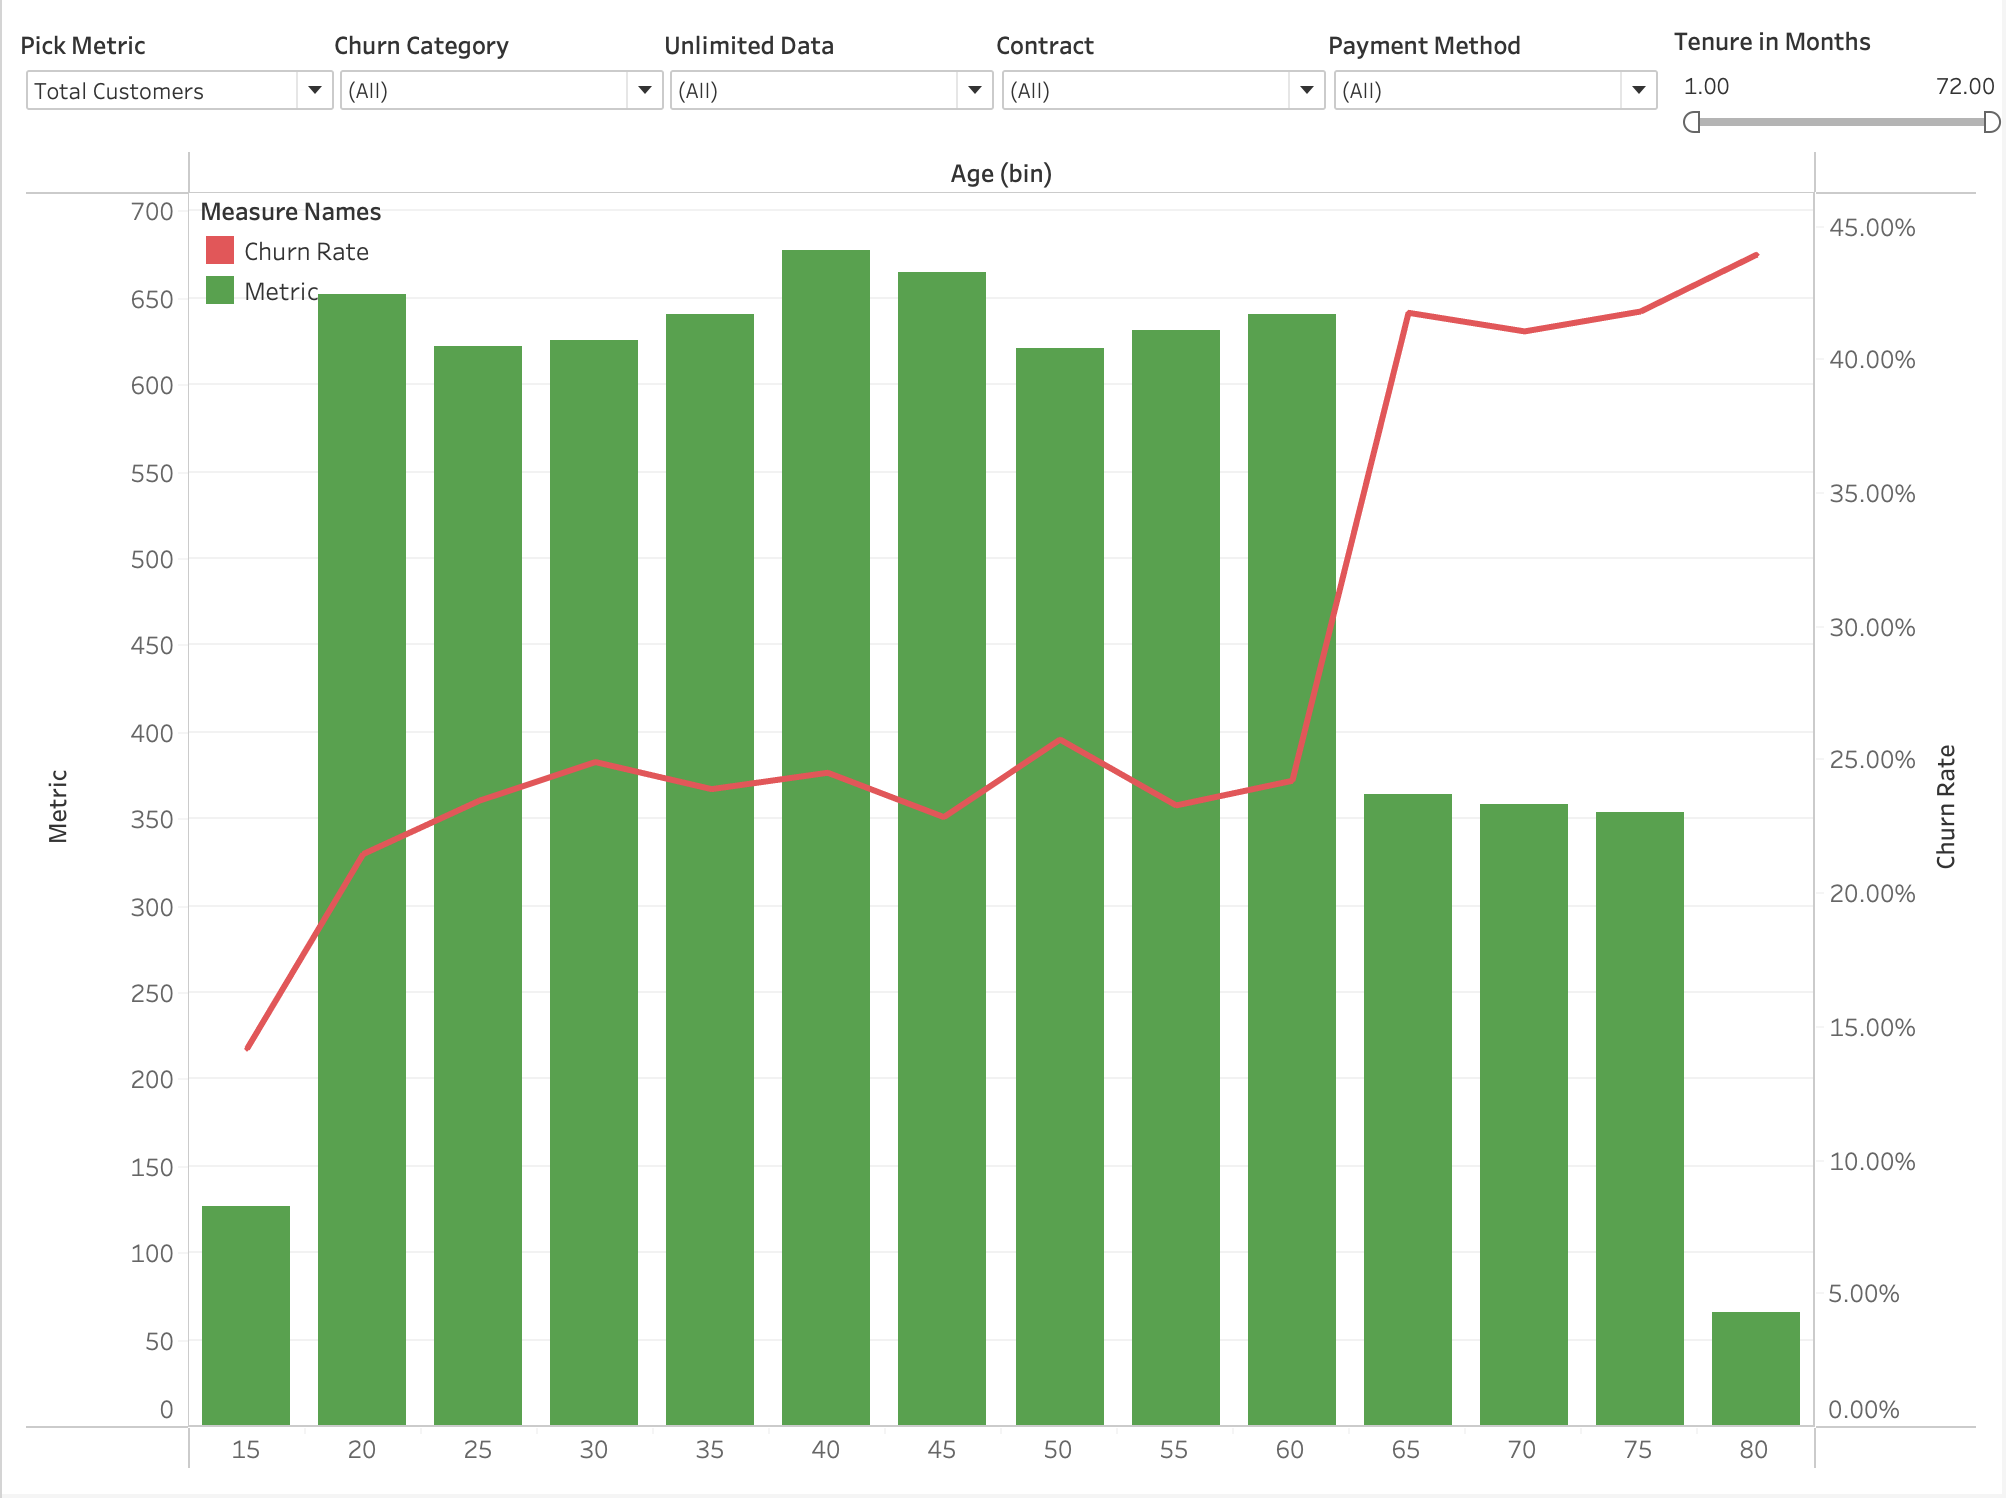 Pick Metric Churn Category Unlimited Data Contract Payment Method Tenure in Months
Total Customers (All) (All) (All) (All) 1.00 72.00
Age (bin)
Measure Names
Churn Rate
Metric
700
650
600
550
500
450
400
350
300
250
200
150
100
50
0
Metric
45.00%
40.00%
35.00%
30.00%
25.00%
20.00%
15.00%
10.00%
5.00%
0.00%
Churn Rate
15 20 25 30 35 40 45 50 55 60 65 70 75 80